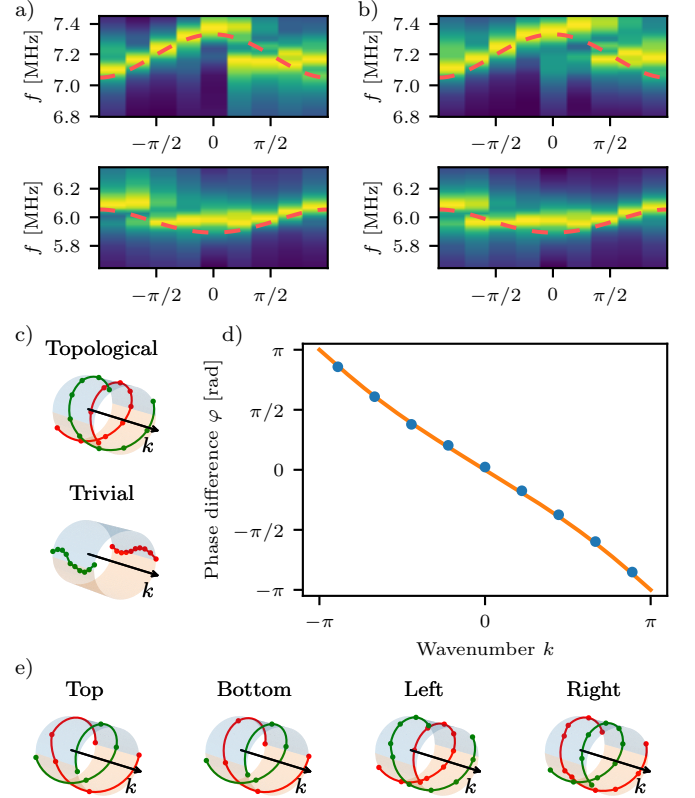 a)
b)
7.4
7.2
7.0
6.8
f [MHz]
−π/2
0
π/2
7.4
7.2
7.0
6.8
f [MHz]
−π/2
0
π/2
6.2
6.0
5.8
f [MHz]
−π/2
0
π/2
6.2
6.0
5.8
f [MHz]
−π/2
0
π/2
c)
Topological
k
Trivial
k
d)
Phase difference φ [rad]
π
π/2
0
−π/2
−π
−π
0
π
Wavenumber k
e)
Top
Bottom
Left
Right
k
k
k
k